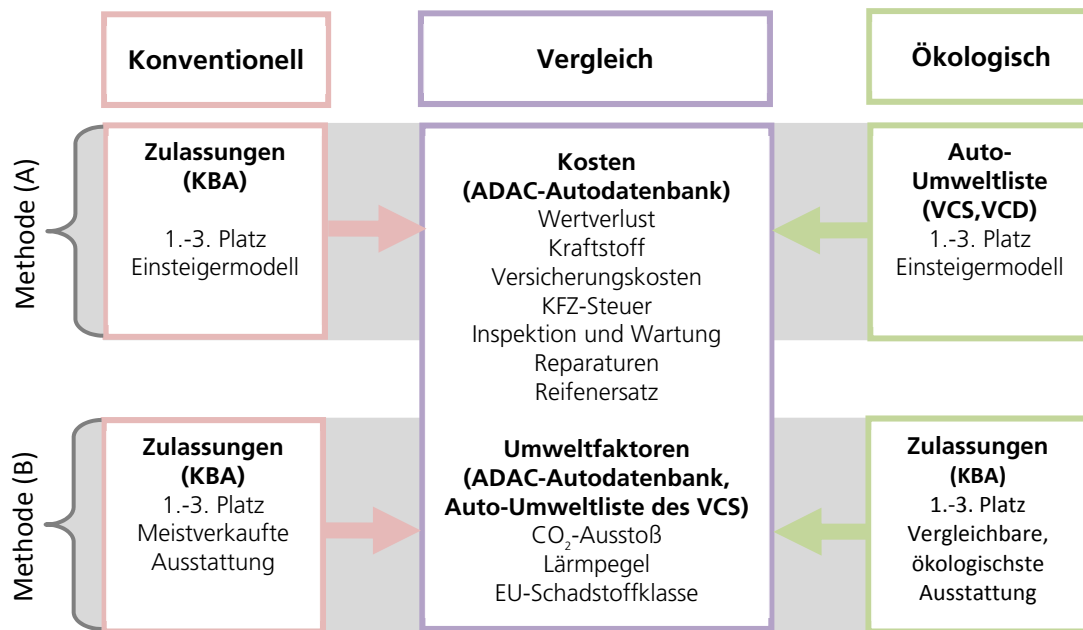 Konventionell
Vergleich
Ökologisch
Methode (A)
Zulassungen
(KBA)
1.-3. Platz
Einsteigermodell
Kosten
(ADAC-Autodatenbank)
Wertverlust
Kraftstoff
Versicherungskosten
KFZ-Steuer
Inspektion und Wartung
Reparaturen
Reifenersatz
Auto-
Umweltliste
(VCS,VCD)
1.-3. Platz
Einsteigermodell
Methode (B)
Zulassungen
(KBA)
1.-3. Platz
Meistverkaufte
Ausstattung
Umweltfaktoren
(ADAC-Autodatenbank,
Auto-Umweltliste des VCS)
CO₂-Ausstoß
Lärmpegel
EU-Schadstoffklasse
Zulassungen
(KBA)
1.-3. Platz
Vergleichbare,
ökologischste
Ausstattung